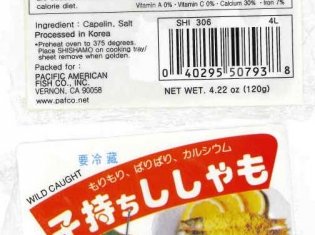 calorie diet.
Vitamin A 0% · Vitamin C 0% · Calcium 30% · Iron 7%
Ingredient : Capelin, Salt
Processed in Korea
•Preheat oven to 375 degrees.
Place SHISHAMO on cooking tray/
sheet remove when golden.
Packed for :
PACIFIC AMERICAN
FISH CO., INC.
VERNON, CA 90058
www.pafco.net
SHI 306 4L
0 40295 50793 8
NET WT. 4.22 oz (120g)
要冷蔵
WILD CAUGHT
もりもり、ぱりぱり、カルシウム
子持ちししゃも